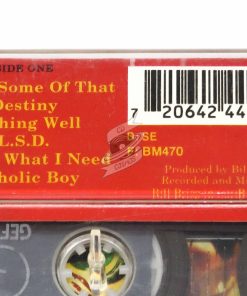 SIDE ONE
Some Of That
Destiny
hing Well
L.S.D.
What I Need
holic Boy
7 20642 44
BM470
Produced by Bil
Recorded and M
GEF